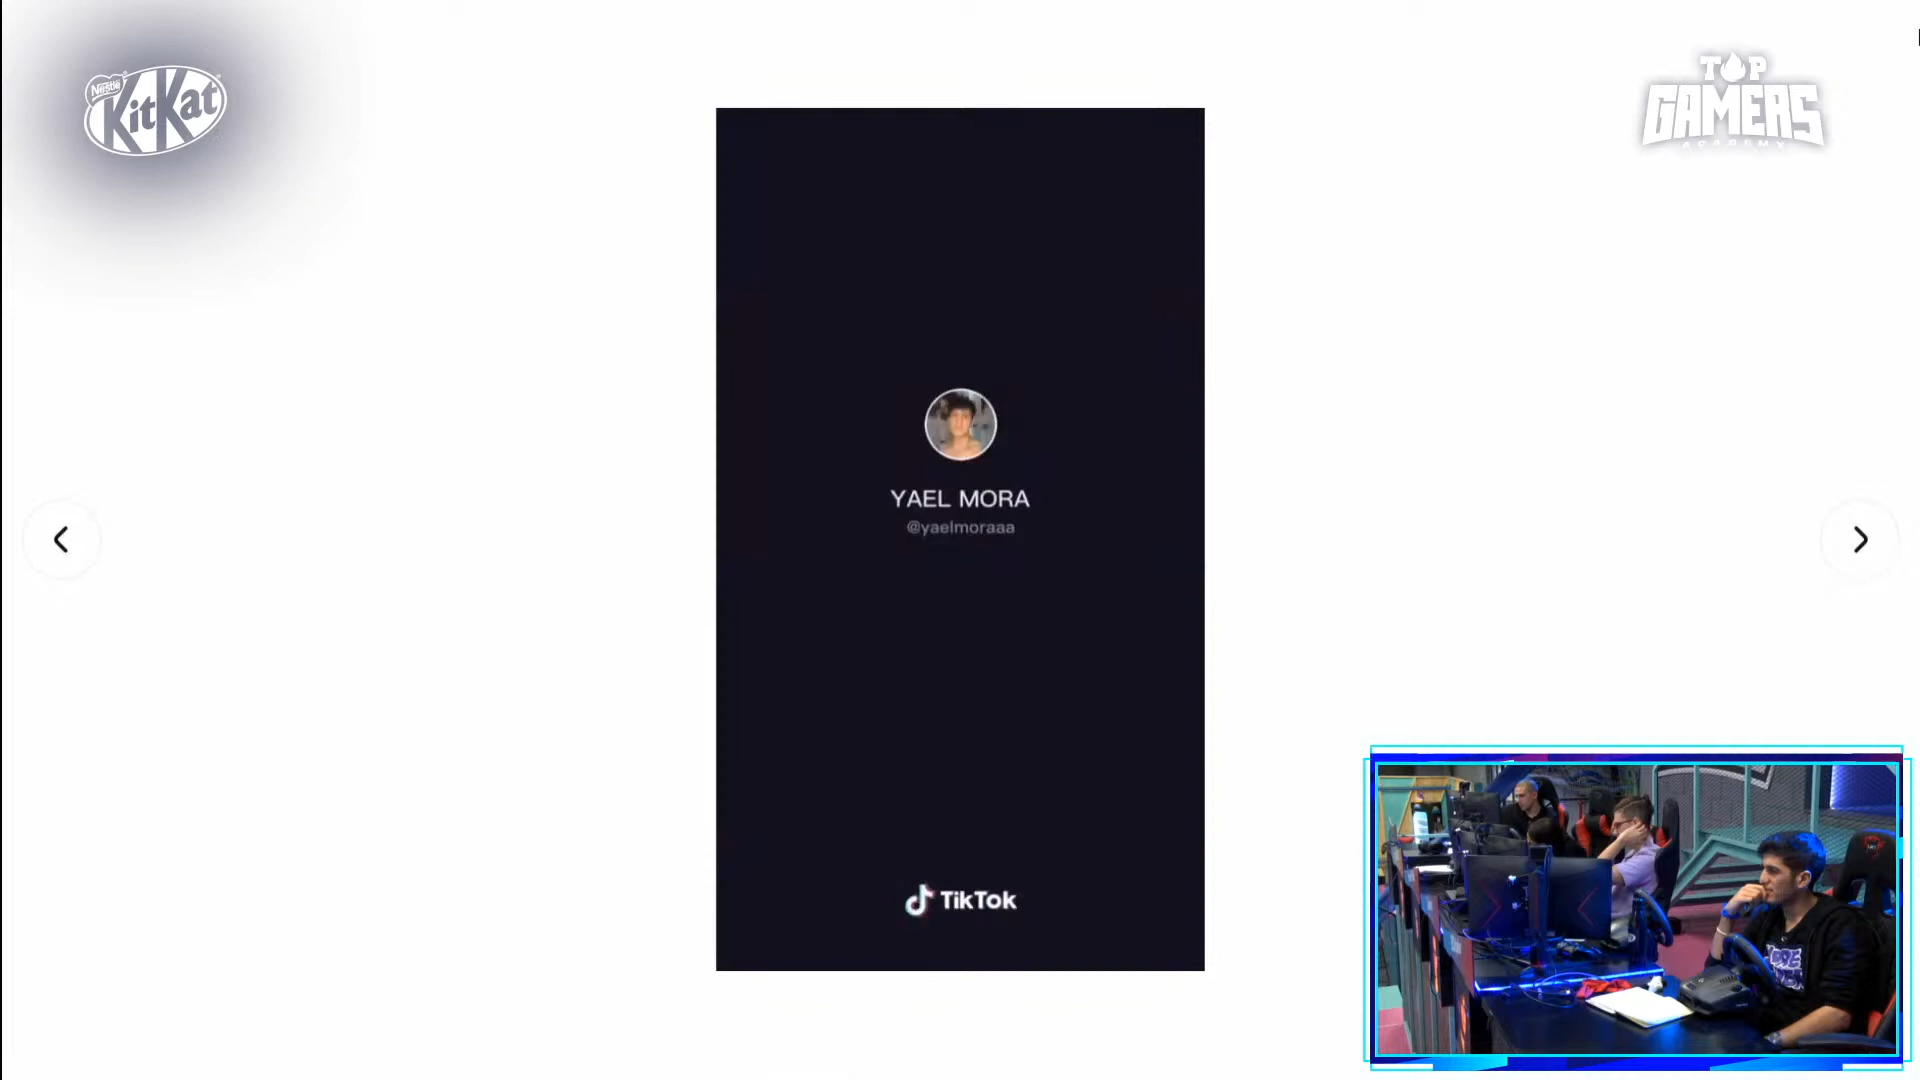 Nestlé
KitKat
TOP
GAMERS
ACADEMY
YAEL MORA
@yaelmoraaa
TikTok